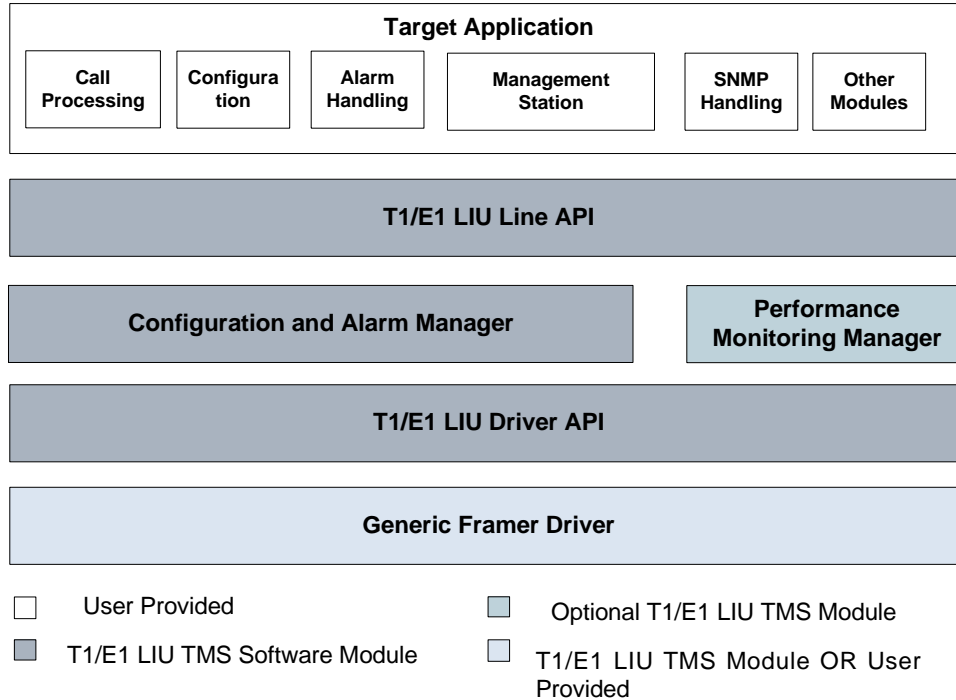 Target Application
Call
Processing
Configura
tion
Alarm
Handling
Management
Station
SNMP
Handling
Other
Modules
T1/E1 LIU Line API
Configuration and Alarm Manager
Performance
Monitoring Manager
T1/E1 LIU Driver API
Generic Framer Driver
User Provided
Optional T1/E1 LIU TMS Module
T1/E1 LIU TMS Software Module
T1/E1 LIU TMS Module OR User
Provided